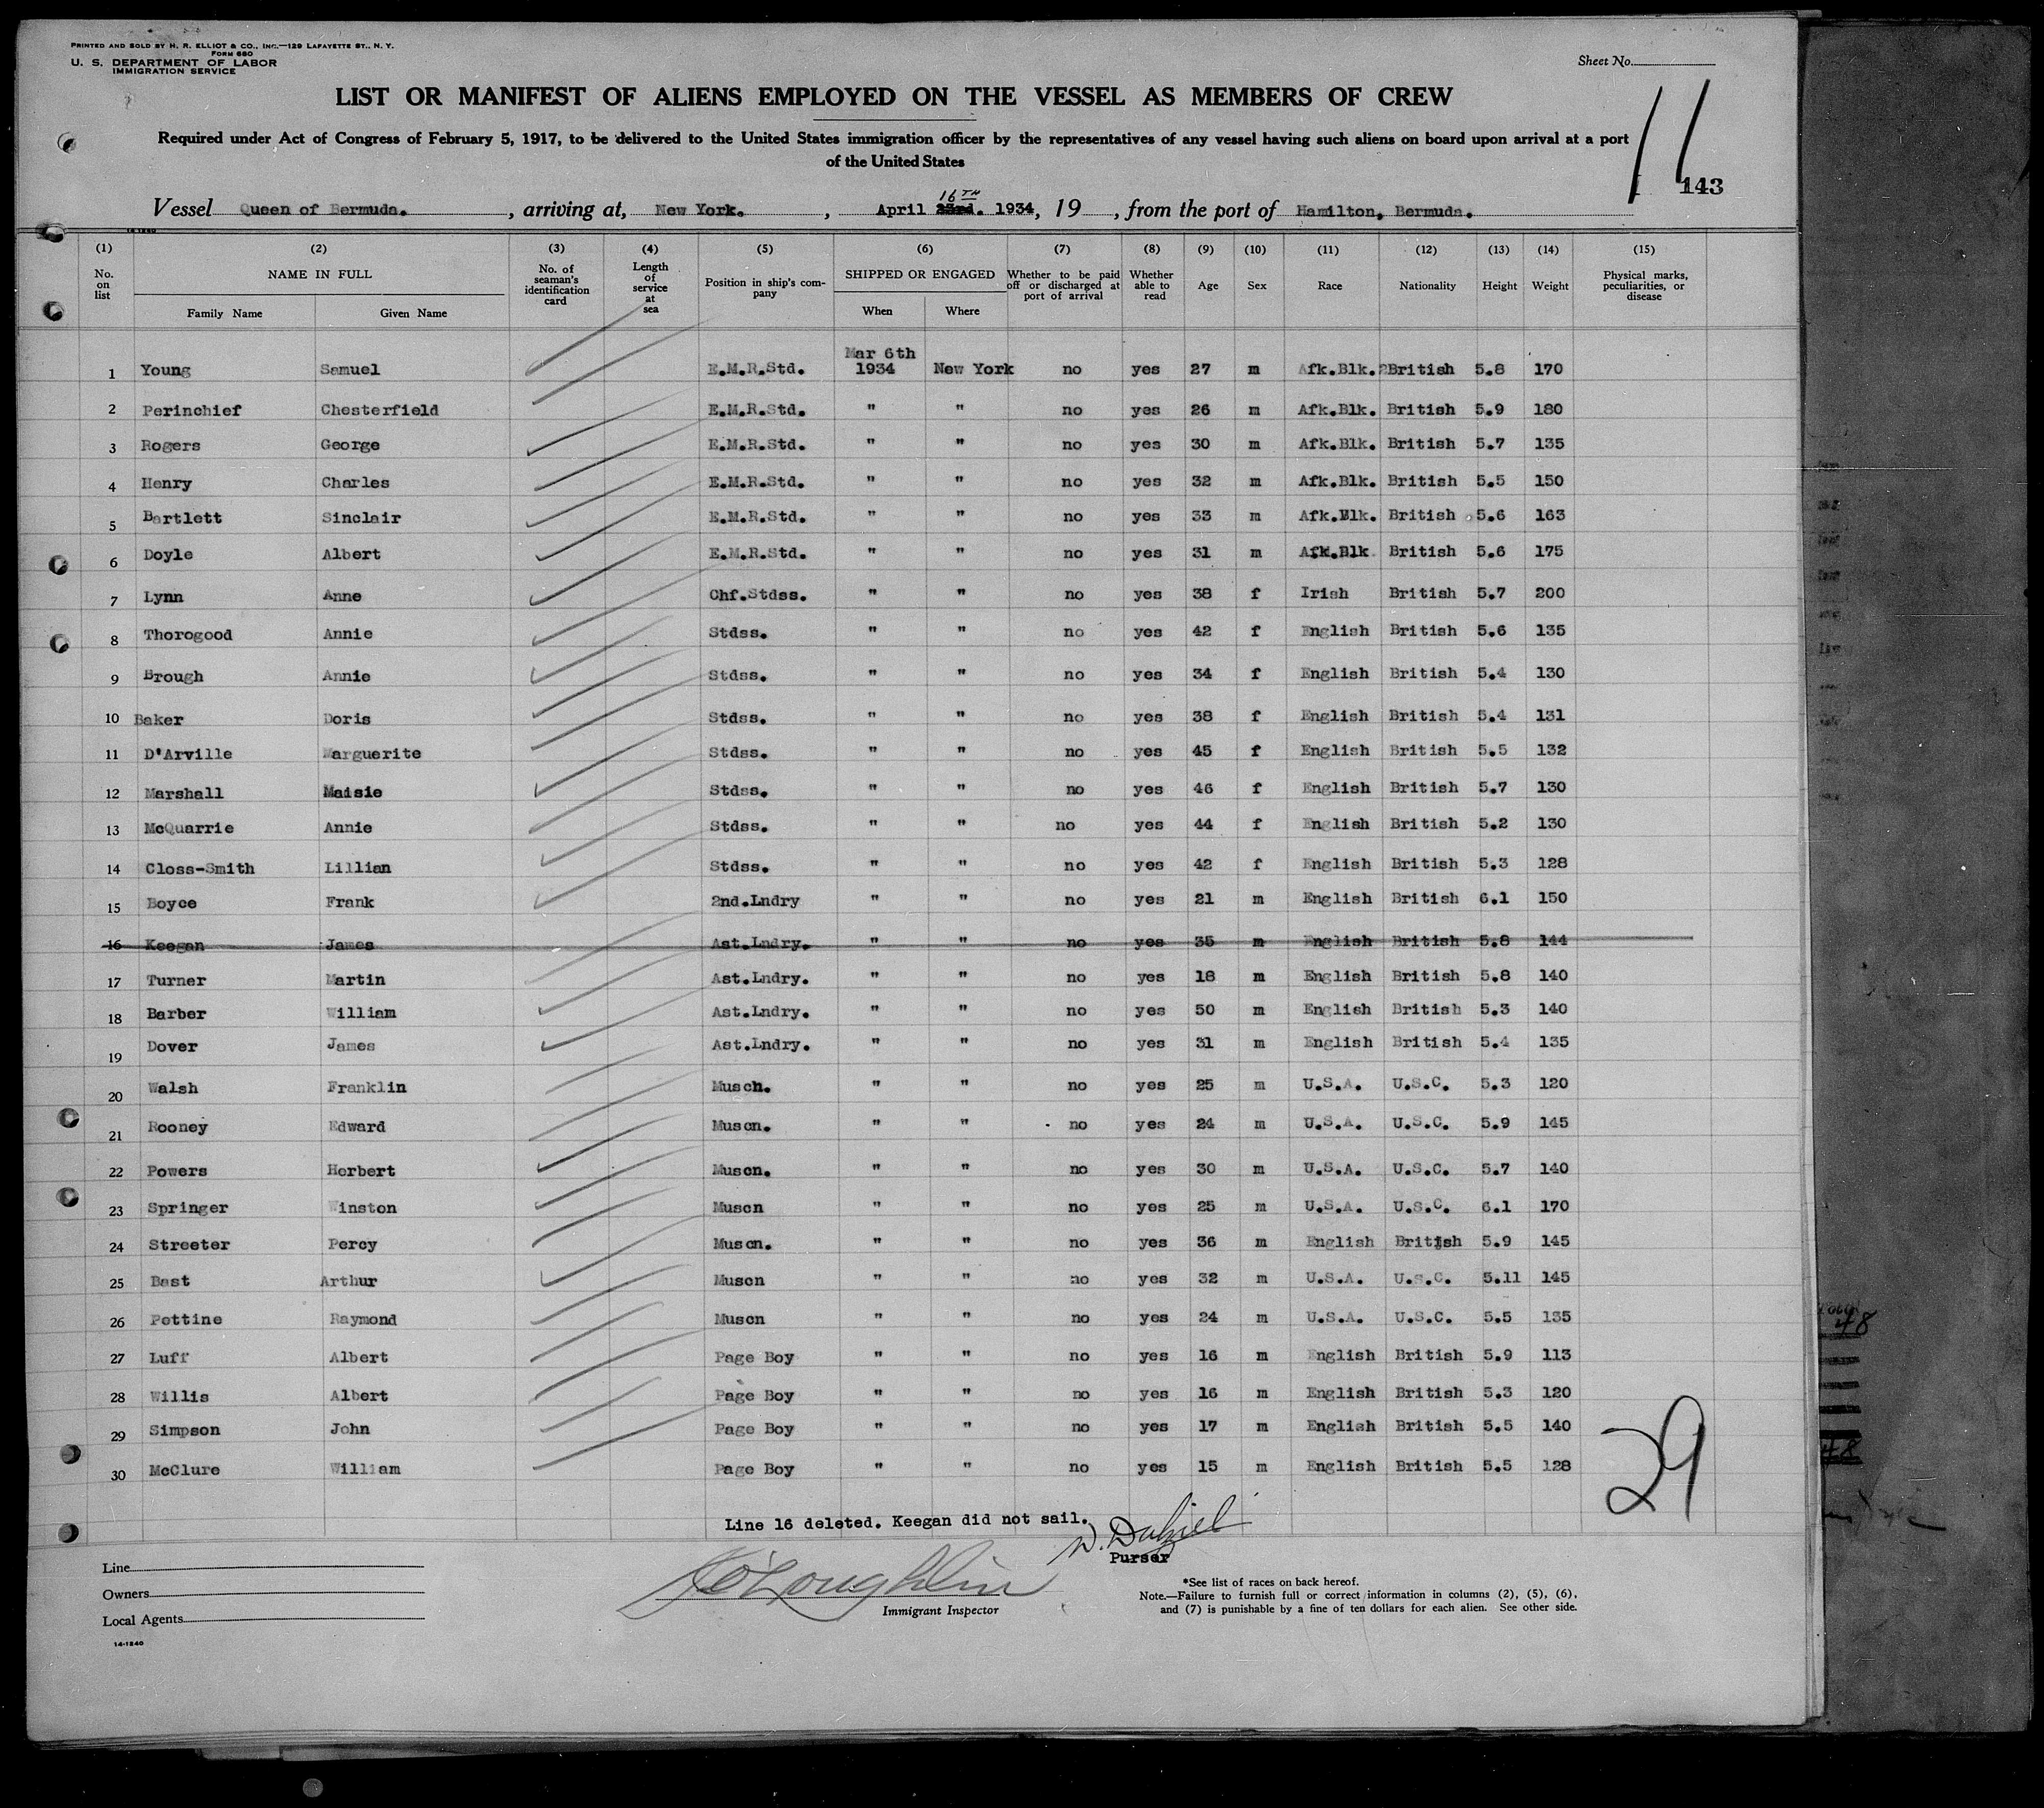 PRINTED AND SOLD BY H. R. ELLIOT & CO., INC.—129 LAFAYETTE ST., N. Y.
FORM 680
U. S. DEPARTMENT OF LABOR
IMMIGRATION SERVICE
Sheet No.
LIST OR MANIFEST OF ALIENS EMPLOYED ON THE VESSEL AS MEMBERS OF CREW
11
Required under Act of Congress of February 5, 1917, to be delivered to the United States immigration officer by the representatives of any vessel having such aliens on board upon arrival at a port
of the United States
143
16TH
Vessel Queen of Bermuda. , arriving at, New York. , April 23rd. 1934, 19 , from the port of Hamilton, Bermuda.
14-1240
(1) (2) (3) (4) (5) (6) (7) (8) (9) (10) (11) (12) (13) (14) (15)
No. on list NAME IN FULL No. of seaman's identification card Length of service at sea Position in ship's company SHIPPED OR ENGAGED Whether to be paid off or discharged at port of arrival Whether able to read Age Sex Race Nationality Height Weight Physical marks, peculiarities, or disease
Family Name Given Name When Where
1 Young Samuel E.M.R.Std. Mar 6th 1934 New York no yes 27 m Afk.Blk. British 5.8 170
2 Perinchief Chesterfield E.M.R.Std. " " no yes 26 m Afk.Blk. British 5.9 180
3 Rogers George E.M.R.Std. " " no yes 30 m Afk.Blk. British 5.7 135
4 Henry Charles E.M.R.Std. " " no yes 32 m Afk.Blk. British 5.5 150
5 Bartlett Sinclair E.M.R.Std. " " no yes 33 m Afk.Blk. British 5.6 163
6 Doyle Albert E.M.R.Std. " " no yes 31 m Afk.Blk British 5.6 175
7 Lynn Anne Chf.Stdss. " " no yes 38 f Irish British 5.7 200
8 Thorogood Annie Stdss. " " no yes 42 f English British 5.6 135
9 Brough Annie Stdss. " " no yes 34 f English British 5.4 130
10 Baker Doris Stdss. " " no yes 38 f English British 5.4 131
11 D'Arville Marguerite Stdss. " " no yes 45 f English British 5.5 132
12 Marshall Maisie Stdss. " " no yes 46 f English British 5.7 130
13 McQuarrie Annie Stdss. " " no yes 44 f English British 5.2 130
14 Closs-Smith Lillian Stdss. " " no yes 42 f English British 5.3 128
15 Boyce Frank 2nd.Lndry " " no yes 21 m English British 6.1 150
16 Keegan James Ast.Lndry. " " no yes 35 m English British 5.8 144
17 Turner Martin Ast.Lndry. " " no yes 18 m English British 5.8 140
18 Barber William Ast.Lndry. " " no yes 50 m English British 5.3 140
19 Dover James Ast.Lndry. " " no yes 31 m English British 5.4 135
20 Walsh Franklin Musch. " " no yes 25 m U.S.A. U.S.C. 5.3 120
21 Rooney Edward Muscn. " " no yes 24 m U.S.A. U.S.C. 5.9 145
22 Powers Herbert Muscn. " " no yes 30 m U.S.A. U.S.C. 5.7 140
23 Springer Winston Muscn " " no yes 25 m U.S.A. U.S.C. 6.1 170
24 Streeter Percy Muscn. " " no yes 36 m English British 5.9 145
25 Bast Arthur Muscn " " no yes 32 m U.S.A. U.S.C. 5.11 145
26 Pettine Raymond Muscn " " no yes 24 m U.S.A. U.S.C. 5.5 135
27 Luff Albert Page Boy " " no yes 16 m English British 5.9 113
28 Willis Albert Page Boy " " no yes 16 m English British 5.3 120
29 Simpson John Page Boy " " no yes 17 m English British 5.5 140
30 McClure William Page Boy " " no yes 15 m English British 5.5 128
29
Line 16 deleted. Keegan did not sail.
Purser
O'Loughlin
Immigrant Inspector
Line
Owners
Local Agents
14-1240
*See list of races on back hereof.
Note.—Failure to furnish full or correct information in columns (2), (5), (6),
and (7) is punishable by a fine of ten dollars for each alien. See other side.
48
48